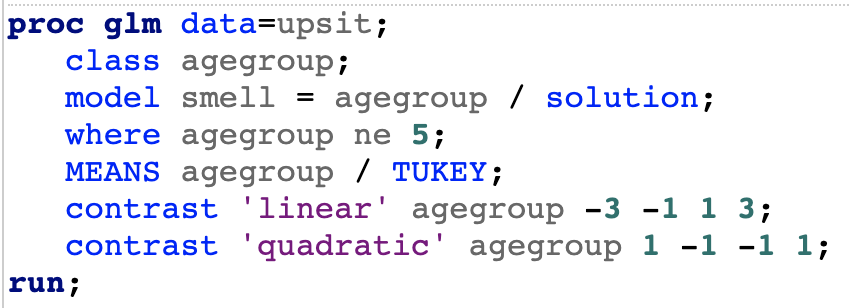 proc glm data=upsit;
class agegroup;
model smell = agegroup / solution;
where agegroup ne 5;
MEANS agegroup / TUKEY;
contrast 'linear' agegroup -3 -1 1 3;
contrast 'quadratic' agegroup 1 -1 -1 1;
run;